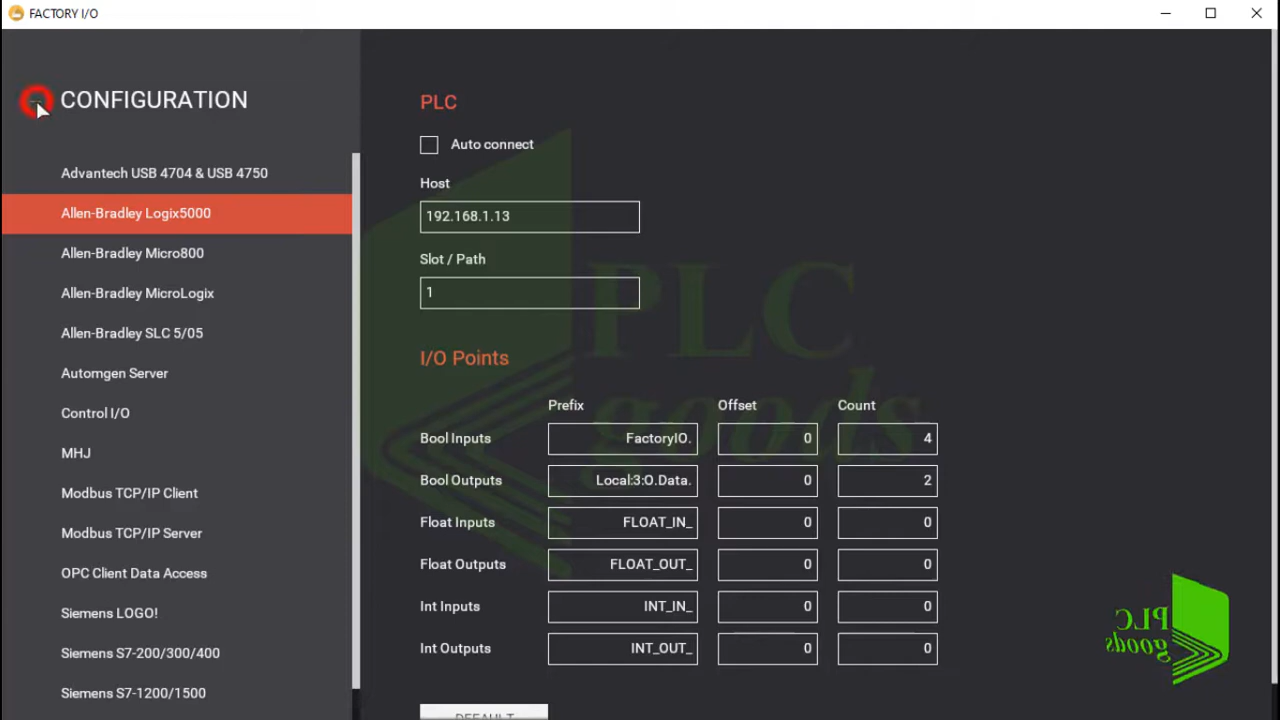 FACTORY I/O
CONFIGURATION
Advantech USB 4704 & USB 4750
Allen-Bradley Logix5000
Allen-Bradley Micro800
Allen-Bradley MicroLogix
Allen-Bradley SLC 5/05
Automgen Server
Control I/O
MHJ
Modbus TCP/IP Client
Modbus TCP/IP Server
OPC Client Data Access
Siemens LOGO!
Siemens S7-200/300/400
Siemens S7-1200/1500
PLC
Auto connect
Host
192.168.1.13
Slot / Path
1
I/O Points
Prefix Offset Count
Bool Inputs FactoryIO. 0 4
Bool Outputs Local:3:O.Data. 0 2
Float Inputs FLOAT_IN_ 0 0
Float Outputs FLOAT_OUT_ 0 0
Int Inputs INT_IN_ 0 0
Int Outputs INT_OUT_ 0 0
DEFAULT
PLC
goods
PLC
goods